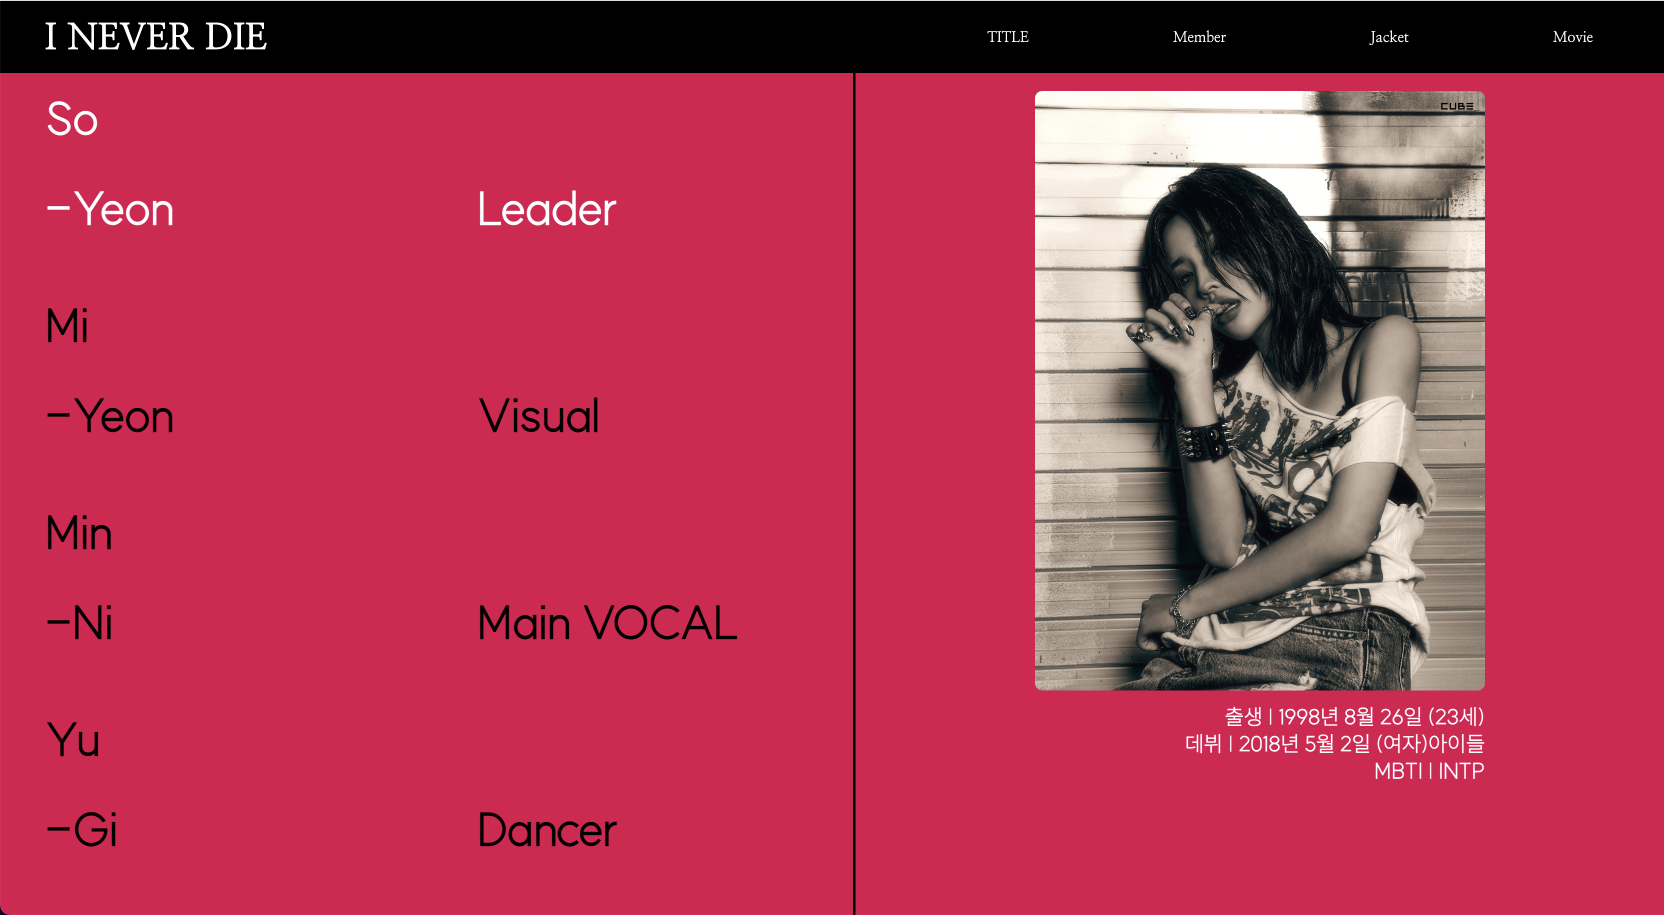 I NEVER DIE
TITLE Member Jacket Movie
So
-Yeon Leader
Mi
-Yeon Visual
Min
-Ni Main VOCAL
Yu
-Gi Dancer
CUBE
출생 | 1998년 8월 26일 (23세)
데뷔 | 2018년 5월 2일 (여자)아이들
MBTI | INTP